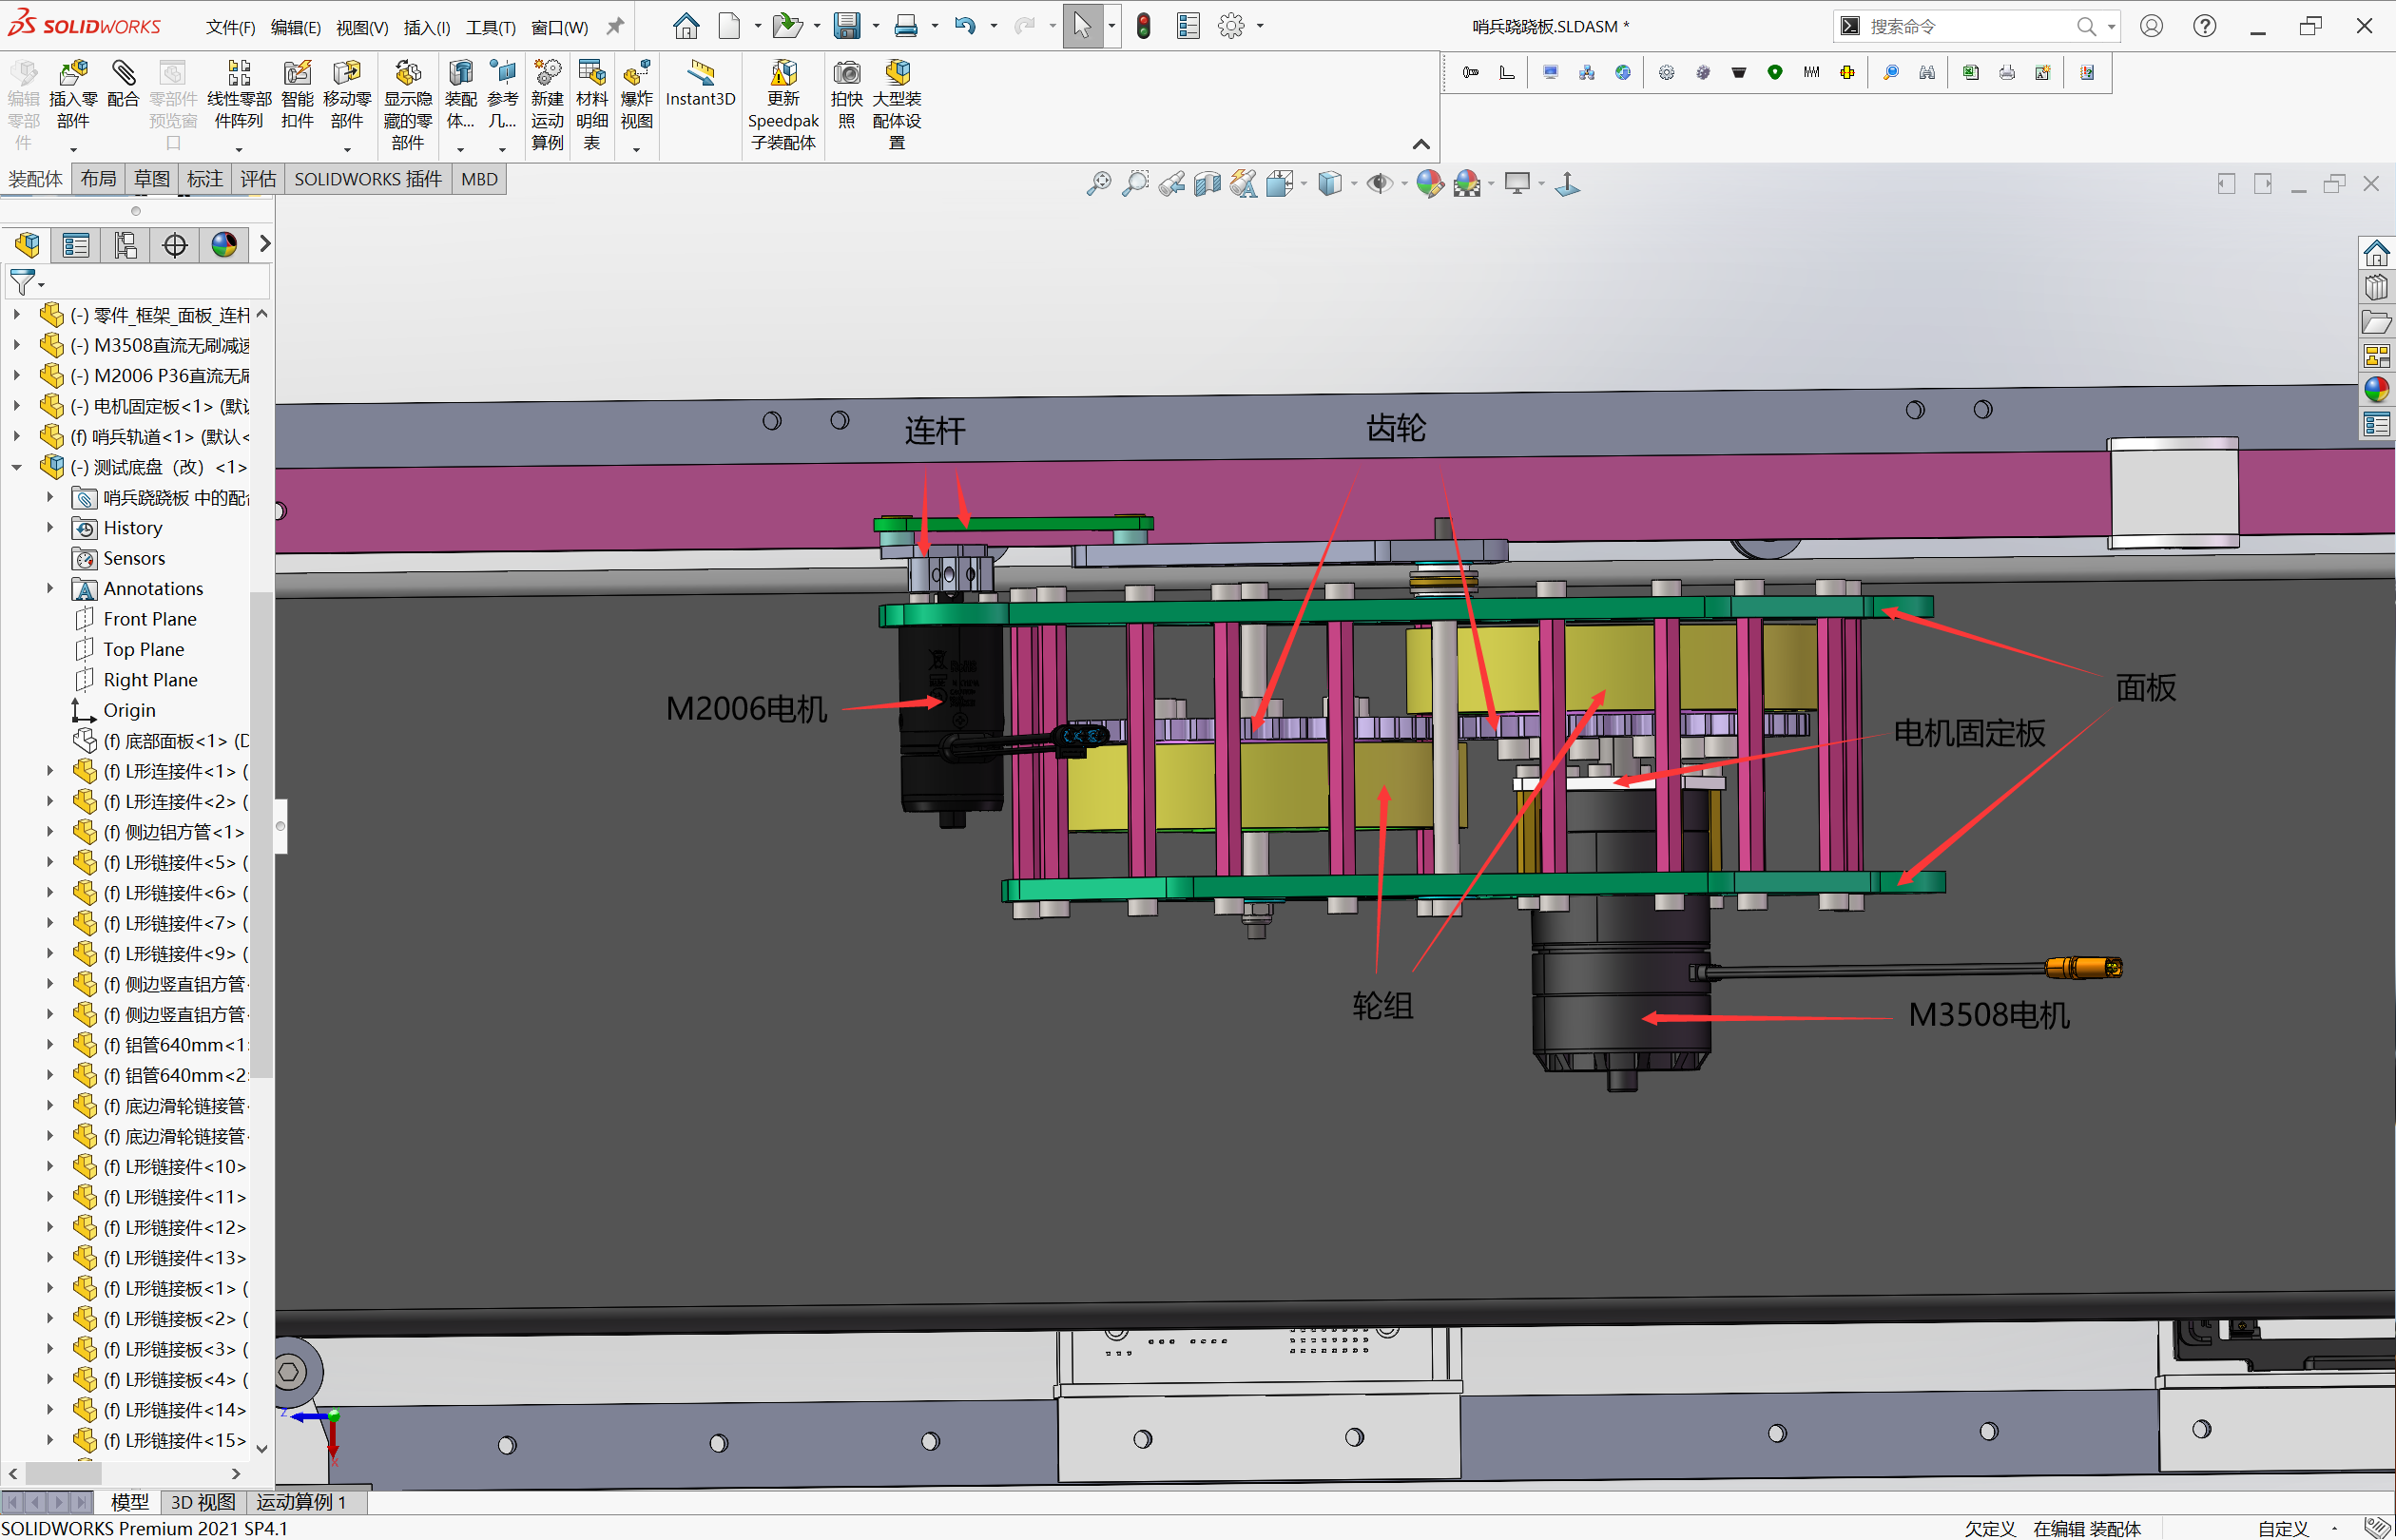 SOLIDWORKS
文件(F) 编辑(E) 视图(V) 插入(I) 工具(T) 窗口(W)
哨兵跷跷板.SLDASM *
搜索命令
编辑零部件
插入零部件
配合
零部件预览窗口
线性零部件阵列
智能扣件
移动零部件
显示隐藏的零部件
装配体...
参考几...
新建运动算例
材料明细表
爆炸视图
Instant3D
更新Speedpak子装配体
拍快照
大型装配体设置
装配体 布局 草图 标注 评估 SOLIDWORKS 插件 MBD
(-) 零件_框架_面板_连杆
(-) M3508直流无刷减速
(-) M2006 P36直流无刷
(-) 电机固定板<1> (默认
(f) 哨兵轨道<1> (默认<
(-) 测试底盘（改）<1>
哨兵跷跷板 中的配合
History
Sensors
Annotations
Front Plane
Top Plane
Right Plane
Origin
(f) 底部面板<1> (D
(f) L形连接件<1> (
(f) L形连接件<2> (
(f) 侧边铝方管<1>
(f) L形链接件<5> (
(f) L形链接件<6> (
(f) L形链接件<7> (
(f) L形链接件<9> (
(f) 侧边竖直铝方管
(f) 侧边竖直铝方管
(f) 铝管640mm<1>
(f) 铝管640mm<2>
(f) 底边滑轮链接管
(f) 底边滑轮链接管
(f) L形链接件<10>
(f) L形链接件<11>
(f) L形链接件<12>
(f) L形链接件<13>
(f) L形链接板<1> (
(f) L形链接板<2> (
(f) L形链接板<3> (
(f) L形链接板<4> (
(f) L形链接件<14>
(f) L形链接件<15>
连杆
齿轮
M2006电机
面板
电机固定板
轮组
M3508电机
Z
X
模型 3D 视图 运动算例 1
SOLIDWORKS Premium 2021 SP4.1
欠定义 在编辑 装配体 自定义